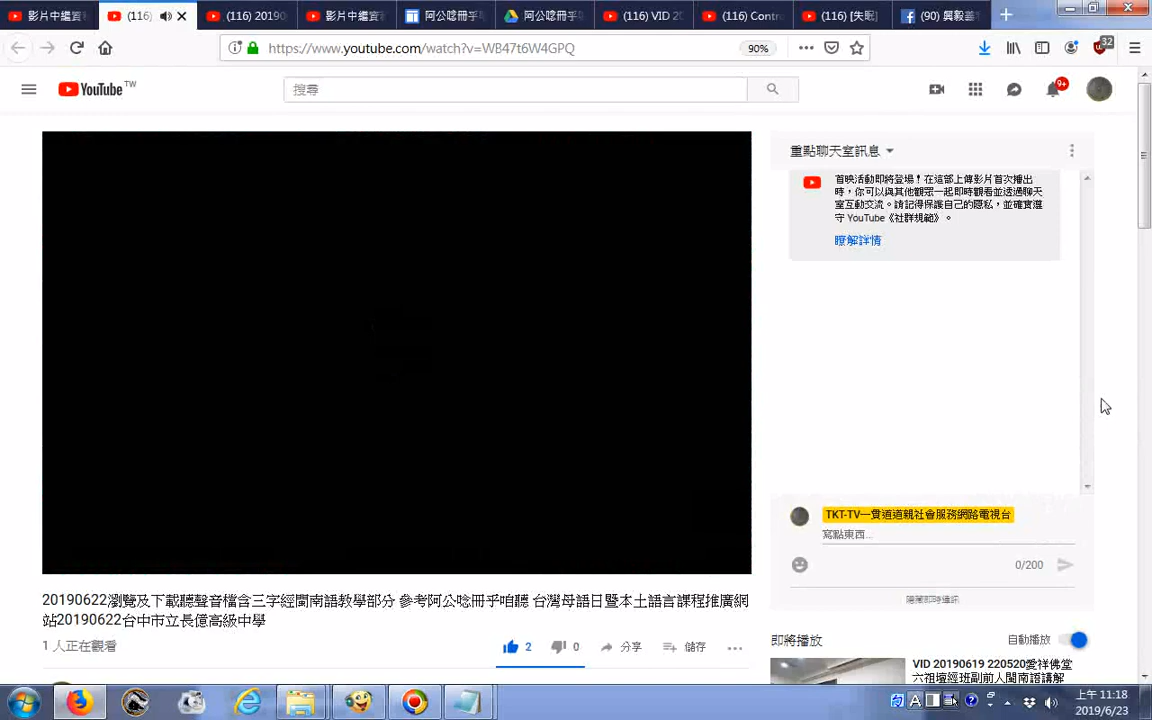 影片中繼資
(116)
(116) 20190
影片中繼資
阿公唸冊乎
阿公唸冊乎
(116) VID 20
(116) Contr
(116) [失眠]
(90) 興毅
https://www.youtube.com/watch?v=WB47t6W4GPQ
90%
32
YouTube TW
搜尋
9+
重點聊天室訊息
首映活動即將登場！在這部上傳影片首次播出
時，你可以與其他觀眾一起即時觀看並透過聊天
室互動交流。請記得保護自己的隱私，並確實遵
守 YouTube《社群規範》。
瞭解詳情
TKT-TV一貫道道親社會服務網路電視台
寫點東西...
0/200
隱藏即時通訊
20190622瀏覽及下載聽聲音檔含三字經閩南語教學部分 參考阿公唸冊乎咱聽 台灣母語日暨本土語言課程推廣網
站20190622台中市立長億高級中學
1 人正在觀看
2
0
分享
儲存
即將播放
自動播放
VID 20190619 220520愛祥佛堂
六祖壇經班副前人閩南語講解
上午 11:18
2019/6/23